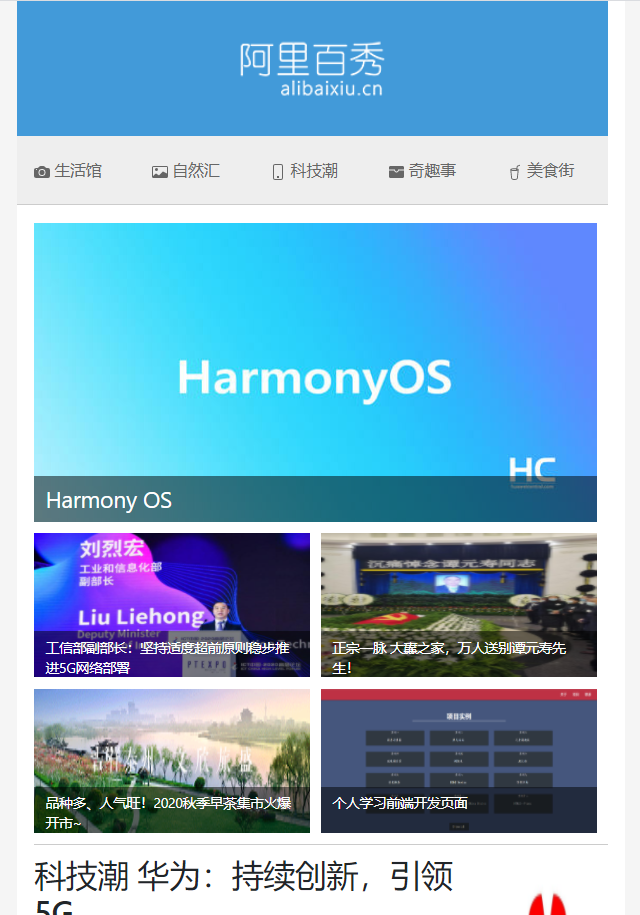 阿里百秀
alibaixiu.cn
生活馆 自然汇 科技潮 奇趣事 美食街
HarmonyOS
HC
Harmony OS
刘烈宏
工业和信息化部
副部长
Liu Liehong
Deputy Minister
PTEXPO
工信部副部长：坚持适度超前原则稳步推
进5G网络部署
沉痛悼念谭元寿同志
正宗一脉 大蠹之家，万人送别谭元寿先
生！
品种多、人气旺！2020秋季早茶集市火爆
开市~
项目实例
个人学习前端开发页面
科技潮 华为：持续创新，引领
5G